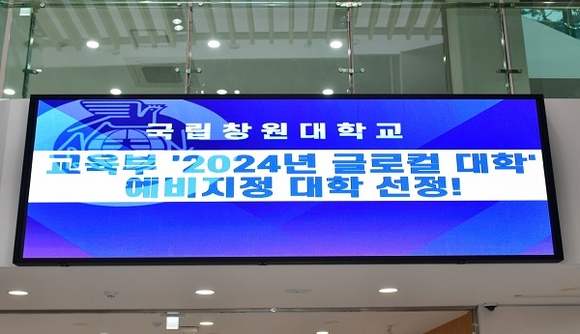 국립창원대학교
교육부 '2024년 글로컬 대학'
예비지정 대학 선정!